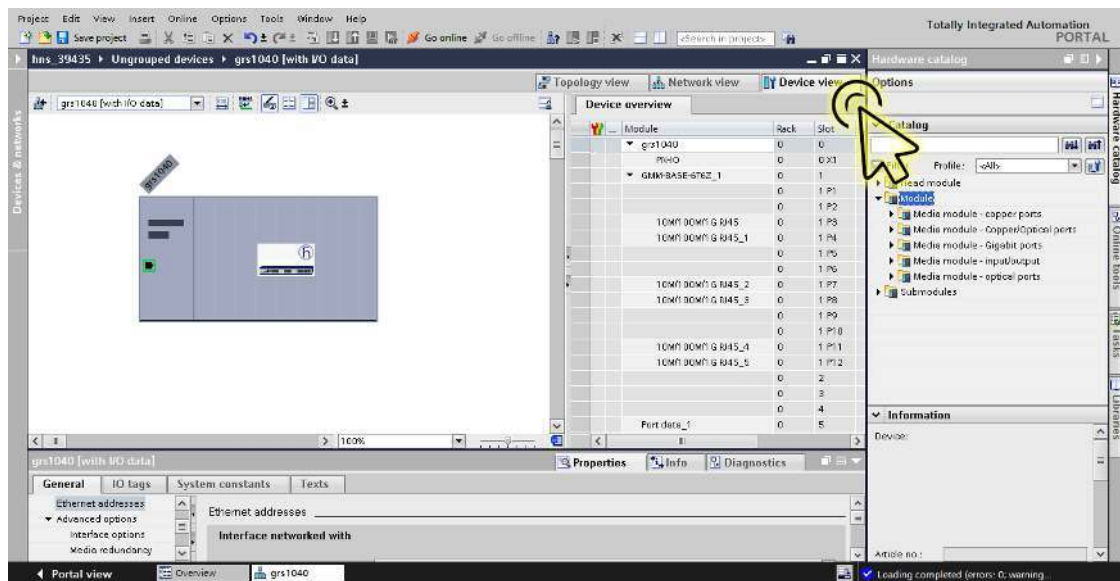 Project Edit View Insert Online Options Tools Window Help
Totally Integrated Automation
PORTAL
Save project
Go online
Go offline
<Search in project>
hns_39435 ▸ Ungrouped devices ▸ grs1040 [with I/O data]
Hardware catalog
Topology view
Network view
Device view
Options
grs1040 [with I/O data]
Device overview
Catalog
Module Rack Slot
grs1040 0 0
PN-IO 0 0 X1
GMM-BASE-6T6Z_1 0 1
0 1 P1
0 1 P2
10M/100M/1G RJ45 0 1 P3
10M/100M/1G RJ45_1 0 1 P4
0 1 P5
0 1 P6
10M/100M/1G RJ45_2 0 1 P7
10M/100M/1G RJ45_3 0 1 P8
0 1 P9
0 1 P10
10M/100M/1G RJ45_4 0 1 P11
10M/100M/1G RJ45_5 0 1 P12
0 2
0 3
0 4
Port data_1 0 5
Profile: <All>
Head module
Module
Media module - copper ports
Media module - Copper/Optical ports
Media module - Gigabit ports
Media module - input/output
Media module - optical ports
Submodules
grs1040
Devices & networks
Hardware catalog
Online tools
Tasks
Libraries
100%
Information
Device:
Article no.:
grs1040 [with I/O data]
Properties
Info
Diagnostics
General
IO tags
System constants
Texts
Ethernet addresses
Advanced options
Interface options
Media redundancy
Ethernet addresses
Interface networked with
Portal view
Overview
grs1040
Loading completed (errors: 0; warning...